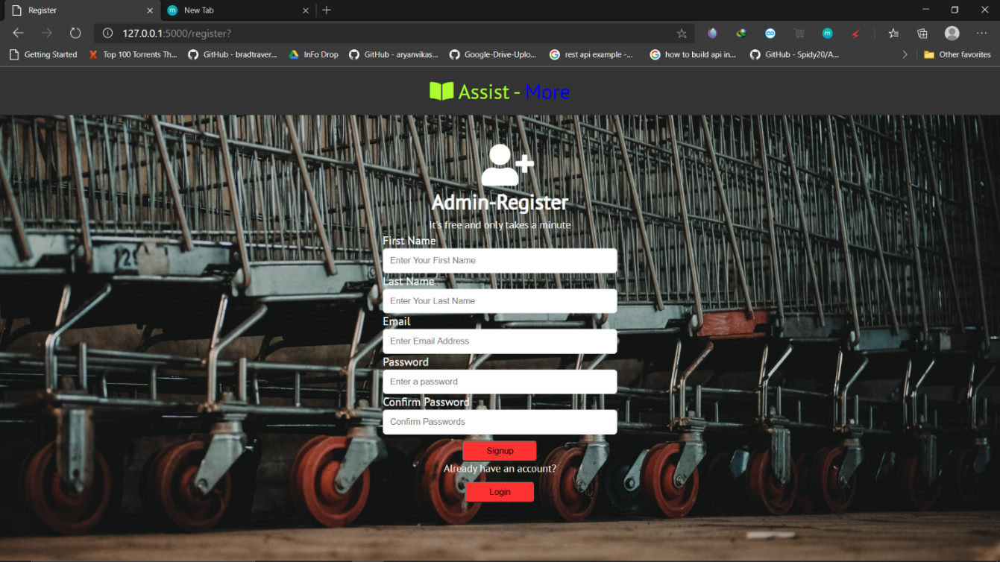 Register
New Tab
127.0.0.1:5000/register?
Getting Started
Top 100 Torrents Th...
GitHub - bradtraver...
InFo Drop
GitHub - aryanvikas...
Google-Drive-Uplo...
rest api example -...
how to build api in...
GitHub - Spidy20/A...
Other favorites
Assist - More
Admin-Register
It's free and only takes a minute
First Name
Enter Your First Name
Last Name
Enter Your Last Name
Email
Enter Email Address
Password
Enter a password
Confirm Password
Confirm Passwords
Signup
Already have an account?
Login